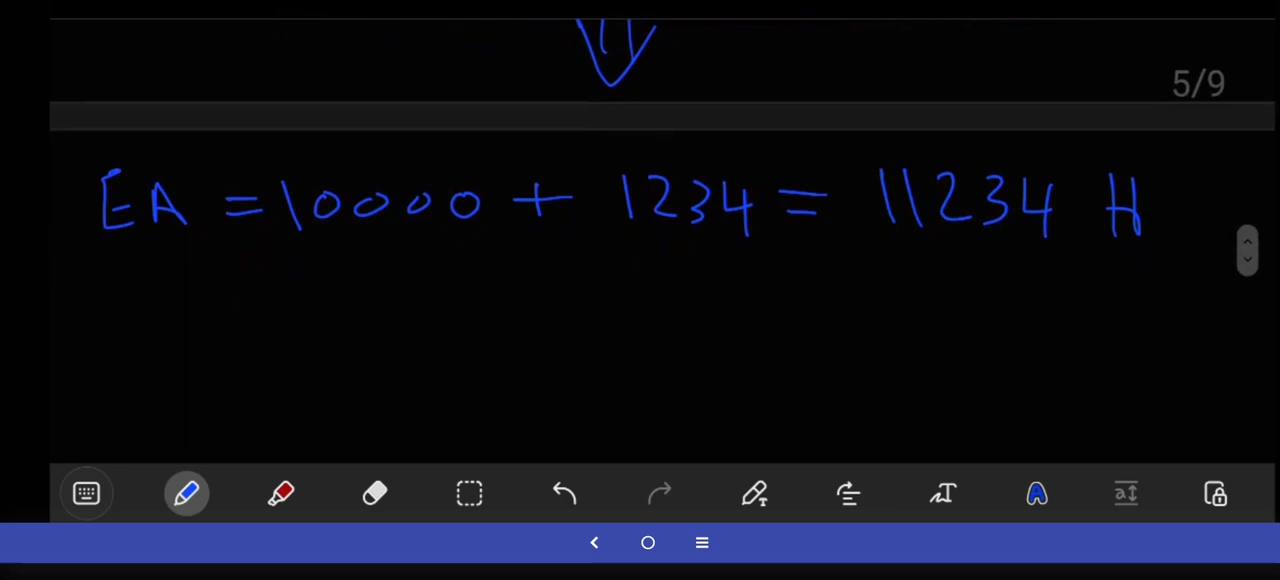 5/9
EA = 10000 + 1234 = 11234 H